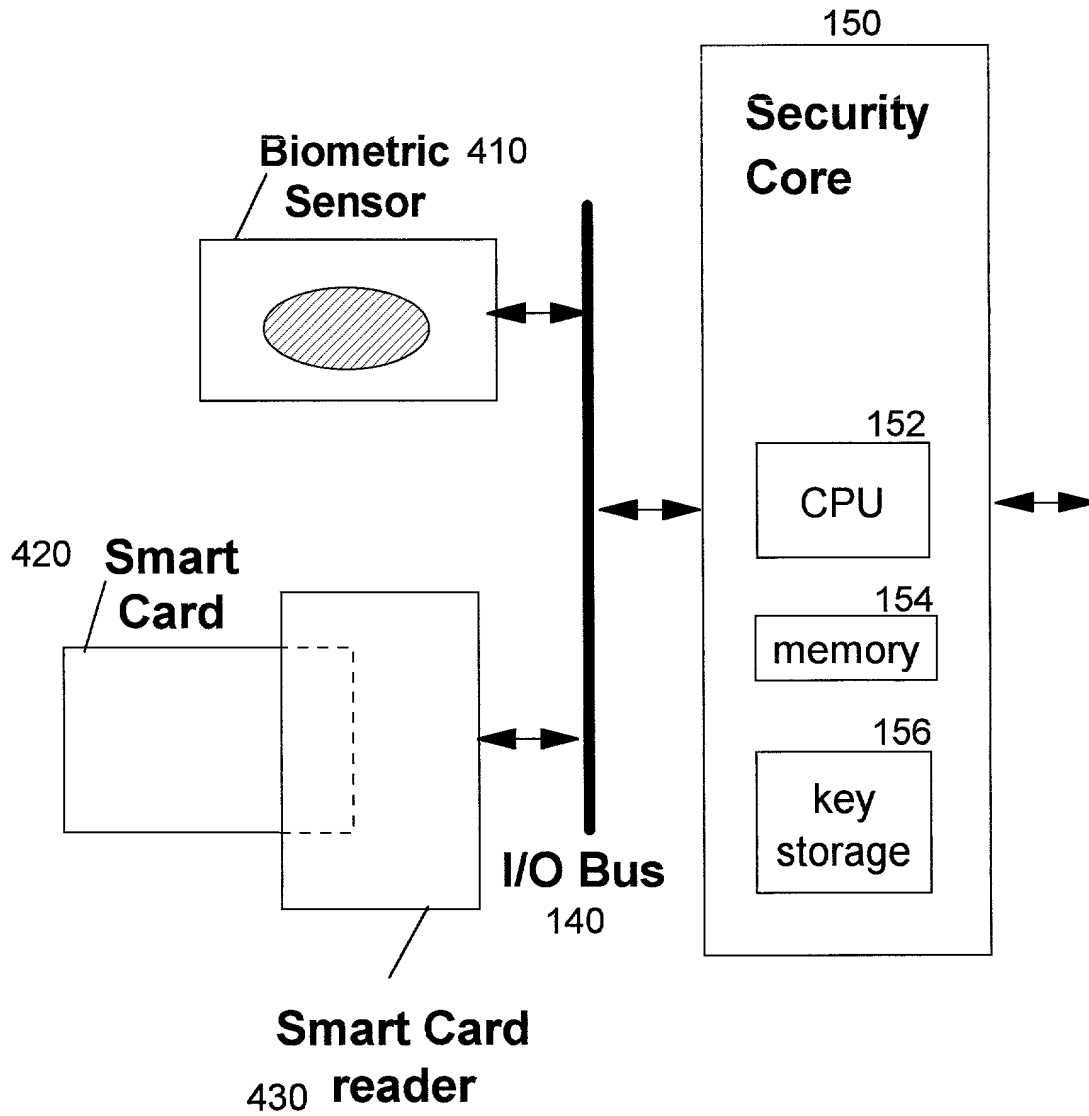 150
Security
Core
Biometric 410
Sensor
152
CPU
420 Smart
Card
154
memory
156
key
storage
I/O Bus
140
Smart Card
430 reader